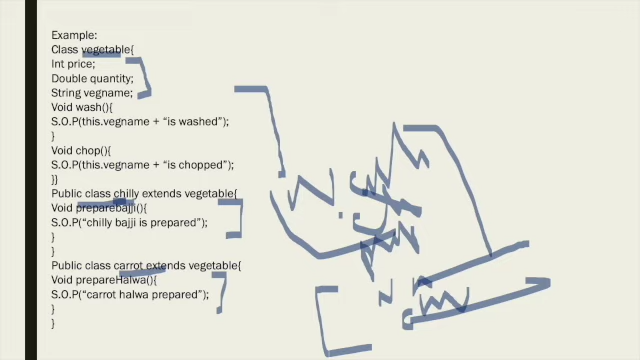 Example:
Class vegetable{
Int price;
Double quantity;
String vegname;
Void wash(){
S.O.P(this.vegname + “is washed”);
}
Void chop(){
S.O.P(this.vegname + “is chopped”);
}}
Public class chilly extends vegetable{
Void preparebajji(){
S.O.P(“chilly bajji is prepared”);
}
}
Public class carrot extends vegetable{
Void prepareHalwa(){
S.O.P(“carrot halwa prepared”);
}
}